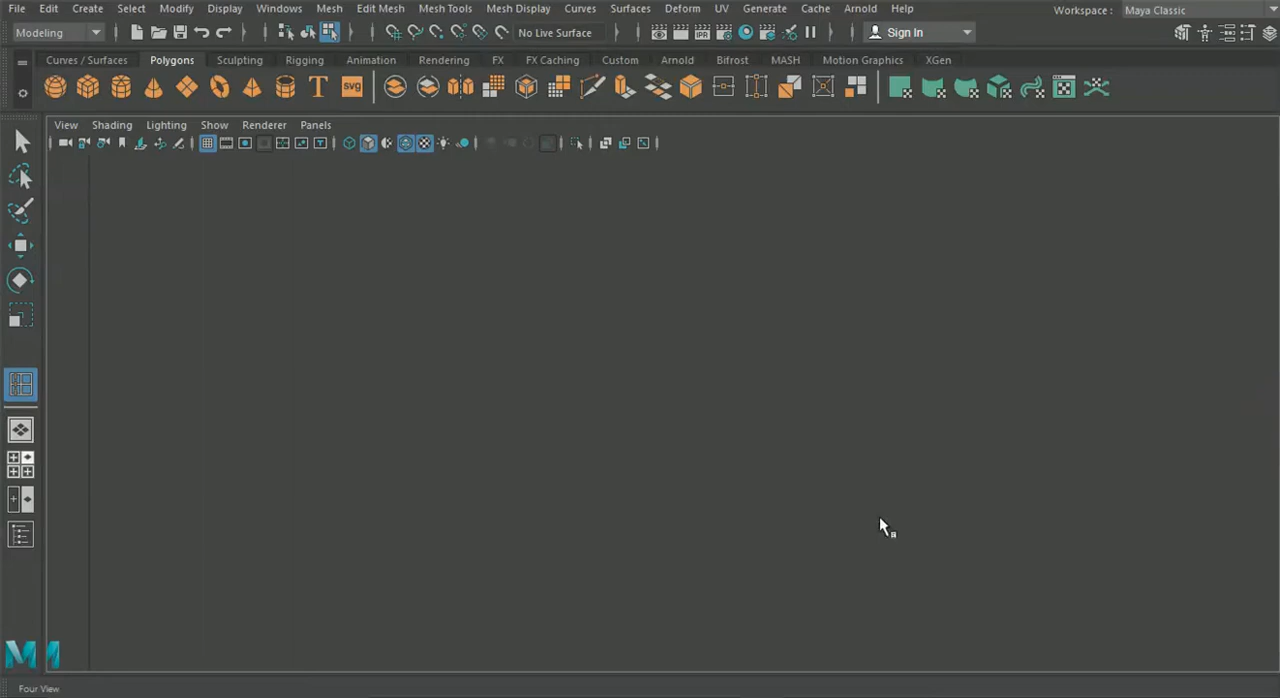 File Edit Create Select Modify Display Windows Mesh Edit Mesh Mesh Tools Mesh Display Curves Surfaces Deform UV Generate Cache Arnold Help Workspace : Maya Classic
Modeling No Live Surface IPR Sign In
Curves / Surfaces Polygons Sculpting Rigging Animation Rendering FX FX Caching Custom Arnold Bifrost MASH Motion Graphics XGen
T SVG
View Shading Lighting Show Renderer Panels
Four View